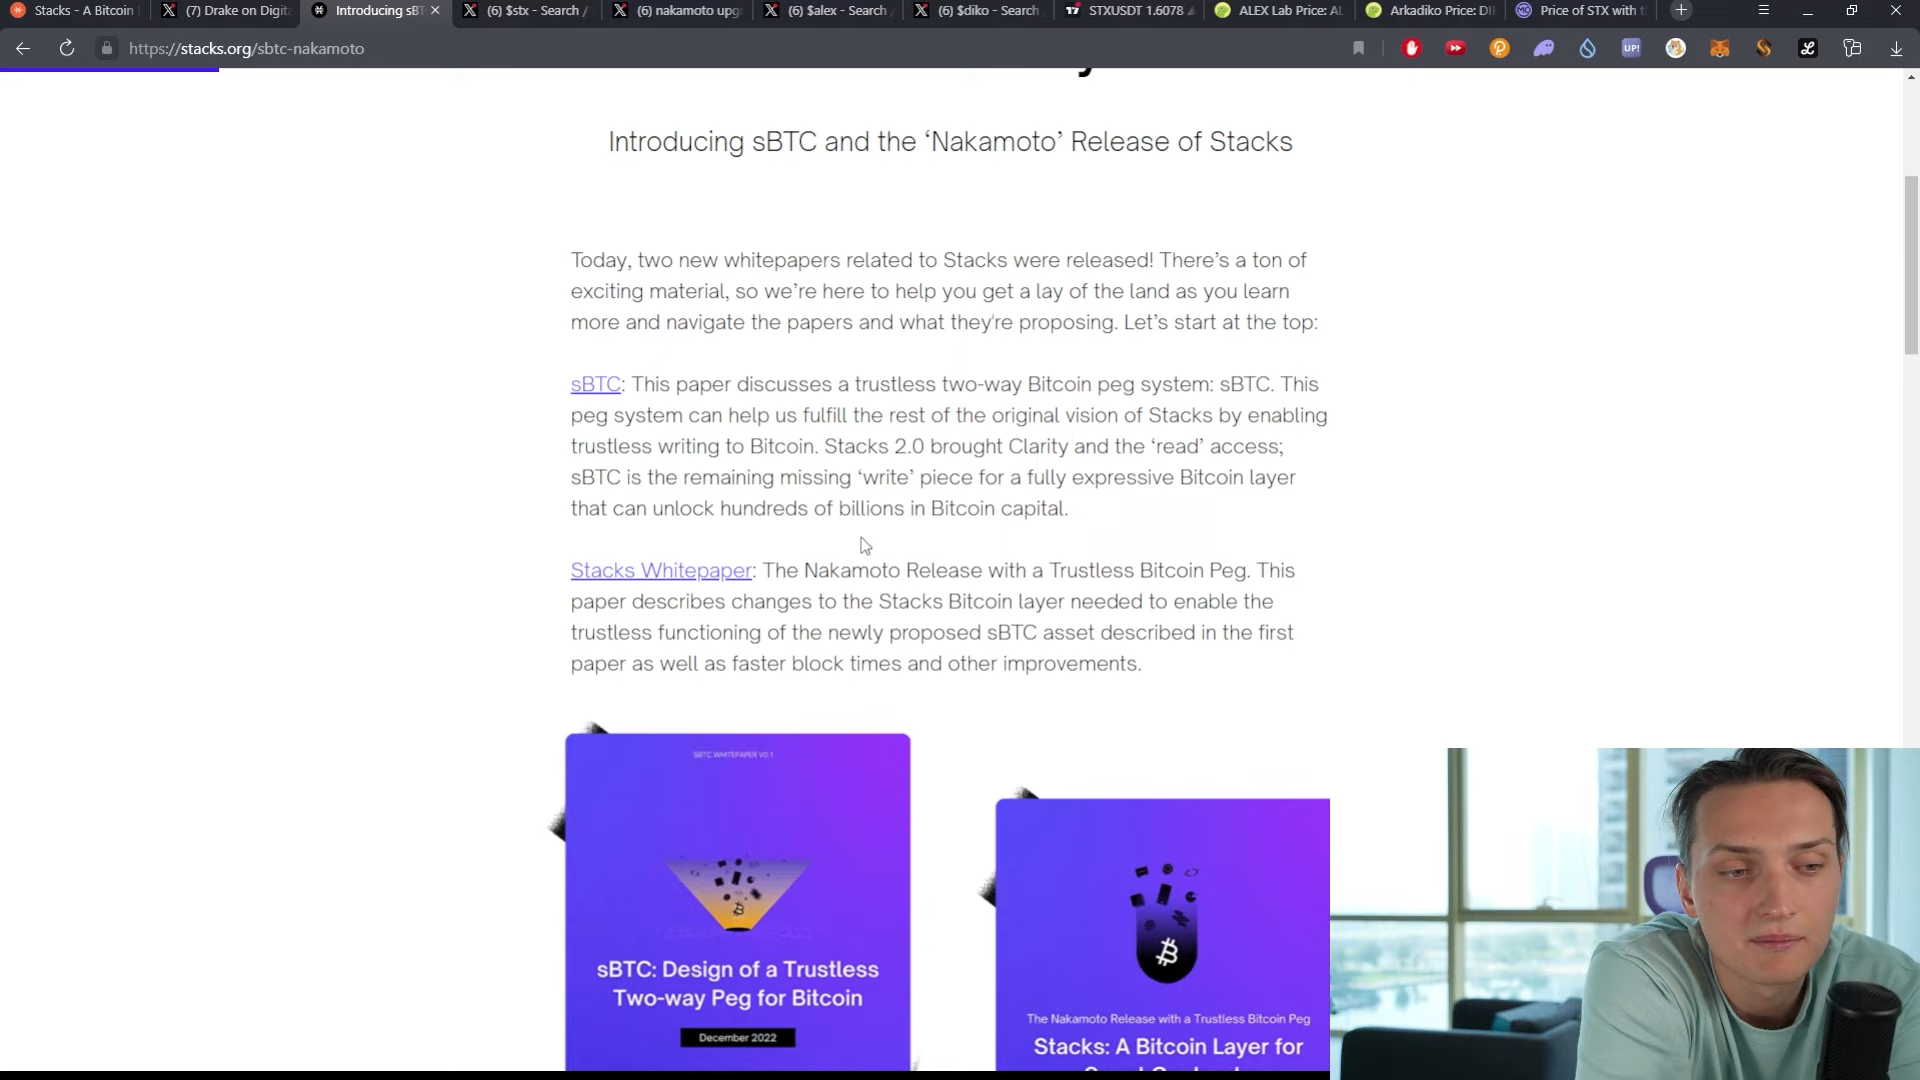 Stacks - A Bitcoin
(7) Drake on Digit
Introducing sBT
(6) $stx - Search /
(6) nakamoto upg
(6) $alex - Search
(6) $diko - Search
STXUSDT 1.6078
ALEX Lab Price: AL
Arkadiko Price: DI
Price of STX with t
https://stacks.org/sbtc-nakamoto
UP!
Introducing sBTC and the ‘Nakamoto’ Release of Stacks
Today, two new whitepapers related to Stacks were released! There’s a ton of
exciting material, so we’re here to help you get a lay of the land as you learn
more and navigate the papers and what they're proposing. Let’s start at the top:
sBTC: This paper discusses a trustless two-way Bitcoin peg system: sBTC. This
peg system can help us fulfill the rest of the original vision of Stacks by enabling
trustless writing to Bitcoin. Stacks 2.0 brought Clarity and the ‘read’ access;
sBTC is the remaining missing ‘write’ piece for a fully expressive Bitcoin layer
that can unlock hundreds of billions in Bitcoin capital.
Stacks Whitepaper: The Nakamoto Release with a Trustless Bitcoin Peg. This
paper describes changes to the Stacks Bitcoin layer needed to enable the
trustless functioning of the newly proposed sBTC asset described in the first
paper as well as faster block times and other improvements.
SBTC WHITEPAPER V0.1
sBTC: Design of a Trustless
Two-way Peg for Bitcoin
December 2022
The Nakamoto Release with a Trustless Bitcoin Peg
Stacks: A Bitcoin Layer for